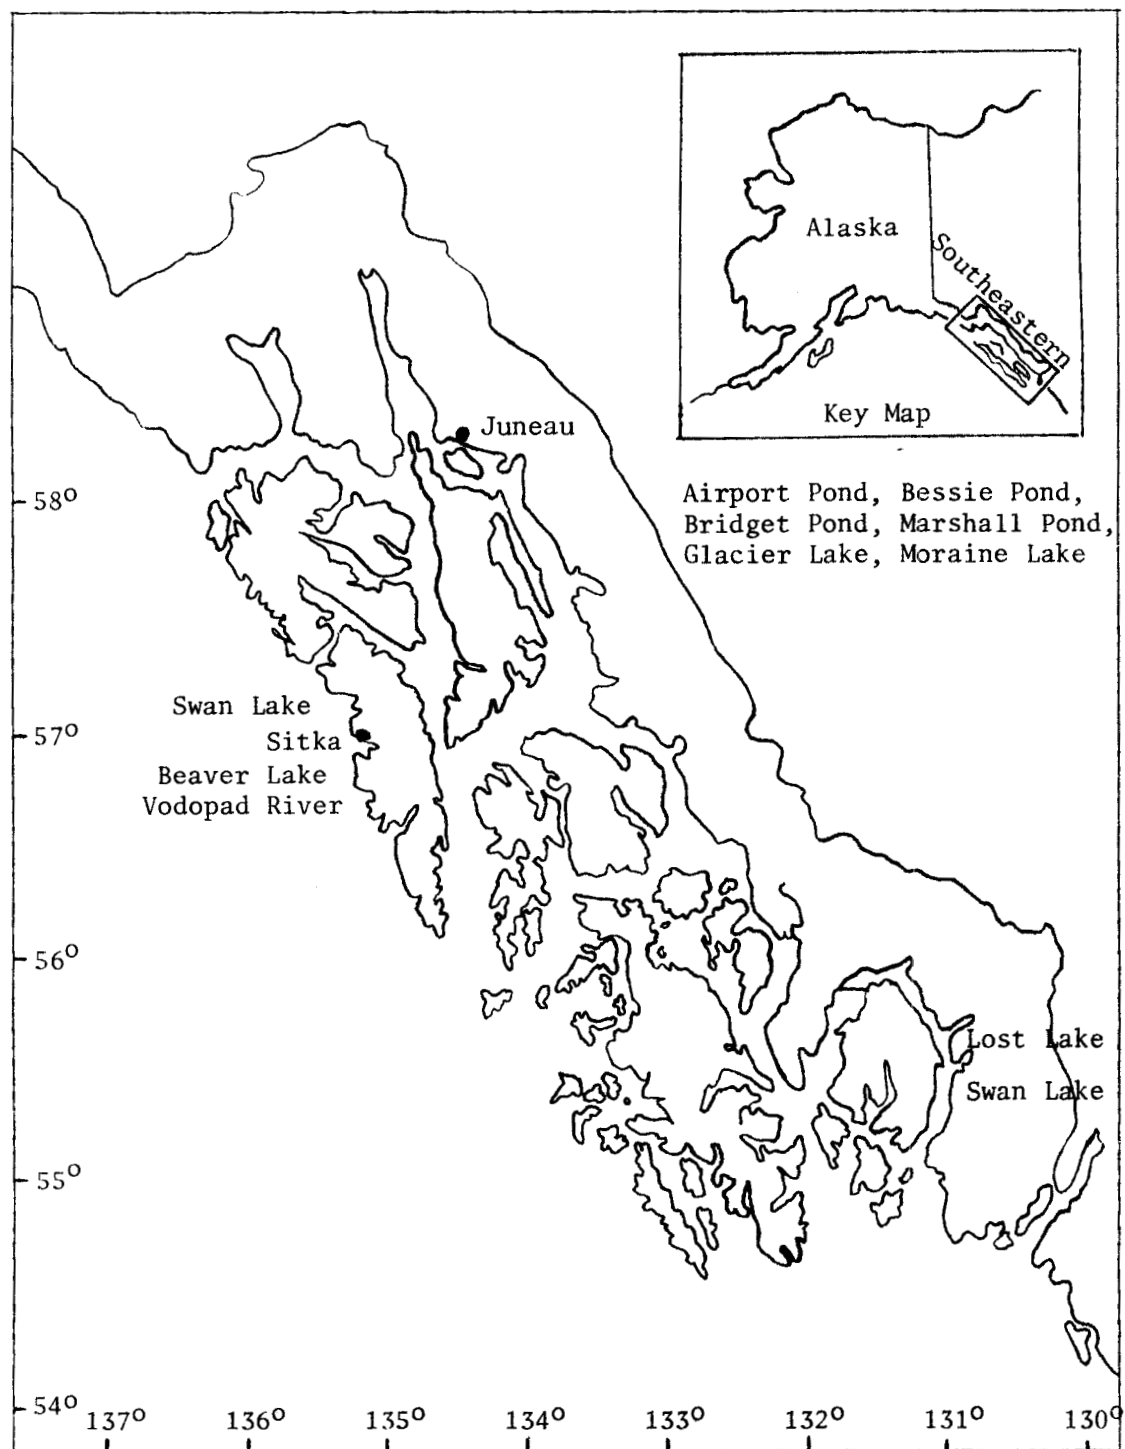 Alaska
Southeastern
Key Map
Juneau
58°
Airport Pond, Bessie Pond,
Bridget Pond, Marshall Pond,
Glacier Lake, Moraine Lake
Swan Lake
57°
Sitka
Beaver Lake
Vodopad River
56°
Lost Lake
Swan Lake
55°
54°
137° 136° 135° 134° 133° 132° 131° 130°